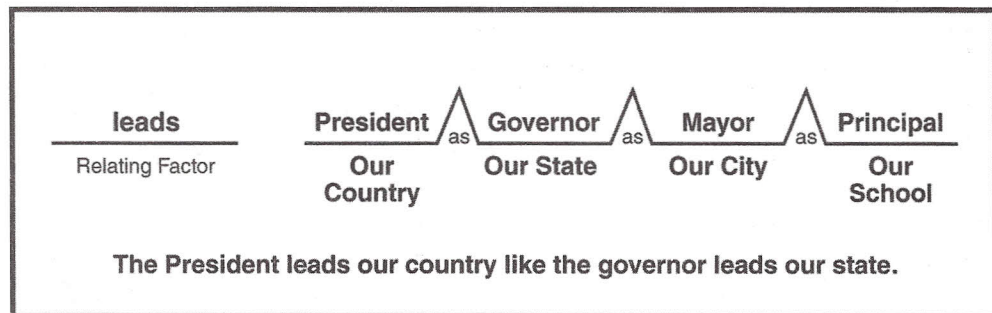 leads President as Governor as Mayor as Principal
Relating Factor Our Our State Our City Our
Country School
The President leads our country like the governor leads our state.